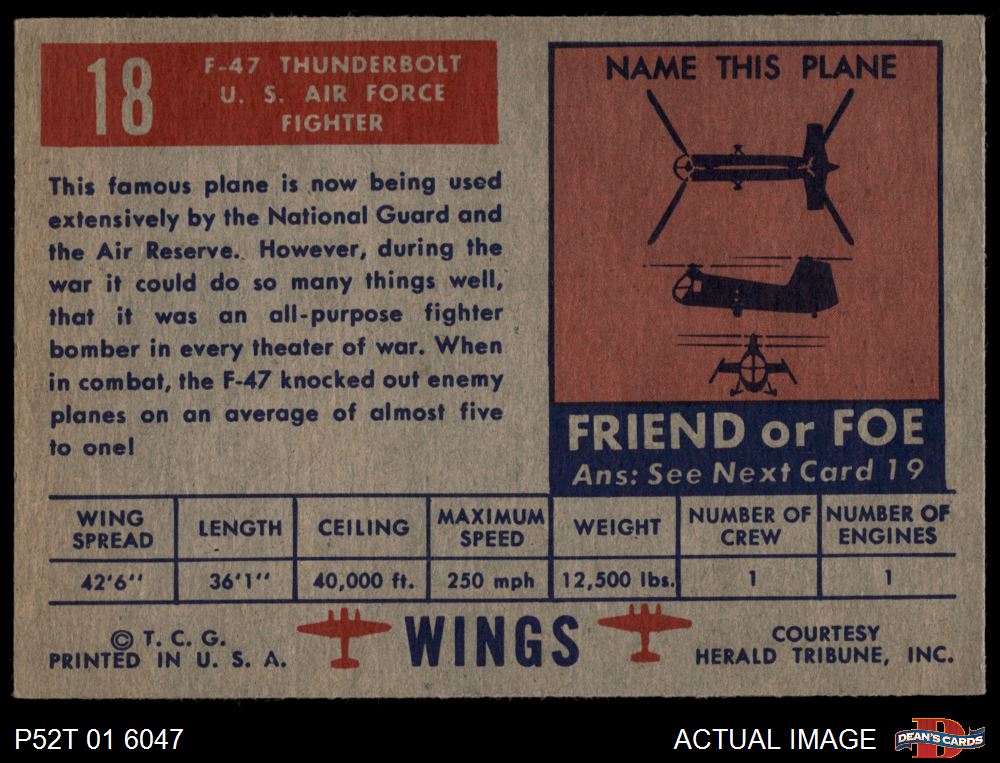 18
F-47 THUNDERBOLT
U. S. AIR FORCE
FIGHTER
This famous plane is now being used
extensively by the National Guard and
the Air Reserve. However, during the
war it could do so many things well,
that it was an all-purpose fighter
bomber in every theater of war. When
in combat, the F-47 knocked out enemy
planes on an average of almost five
to one!
NAME THIS PLANE
FRIEND or FOE
Ans: See Next Card 19
WING SPREAD LENGTH CEILING MAXIMUM SPEED WEIGHT NUMBER OF CREW NUMBER OF ENGINES
42'6'' 36'1'' 40,000 ft. 250 mph 12,500 lbs. 1 1
© T. C. G.
PRINTED IN U. S. A.
WINGS
COURTESY
HERALD TRIBUNE, INC.
P52T 01 6047
ACTUAL IMAGE
DEAN'S CARDS